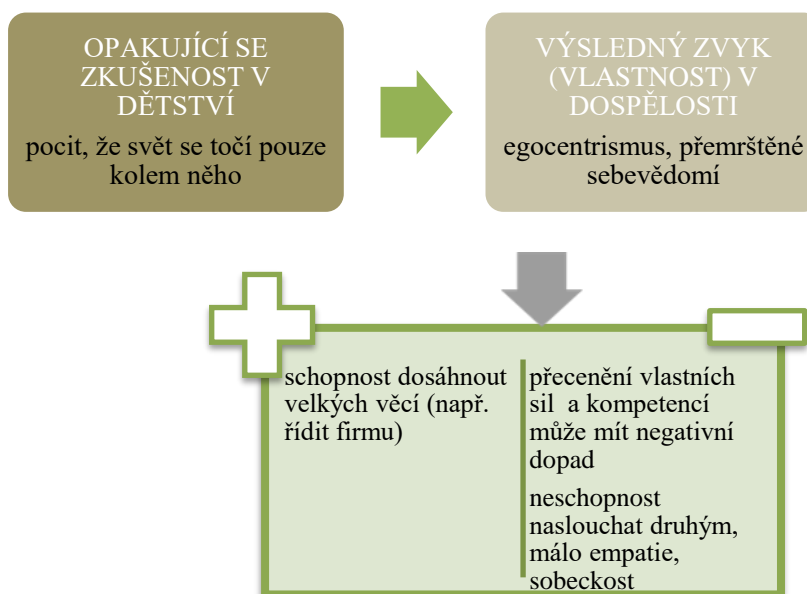 OPAKUJÍCÍ SE
ZKUŠENOST V
DĚTSTVÍ
pocit, že svět se točí pouze
kolem něho
VÝSLEDNÝ ZVYK
(VLASTNOST) V
DOSPĚLOSTI
egocentrismus, přemrštěné
sebevědomí
schopnost dosáhnout
velkých věcí (např.
řídit firmu)
přecenění vlastních
sil a kompetencí
může mít negativní
dopad
neschopnost
naslouchat druhým,
málo empatie,
sobeckost